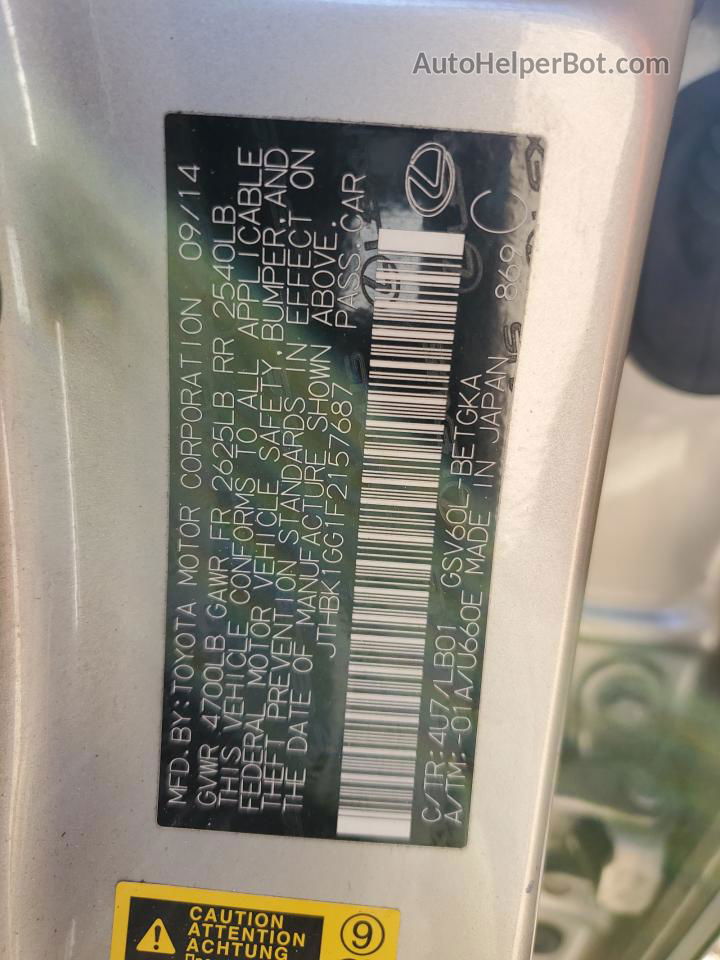 AutoHelperBot.com
MFD. BY: TOYOTA MOTOR CORPORATION 09/14
GVWR 4700LB GAWR FR 2625LB RR 2540LB
THIS VEHICLE CONFORMS TO ALL APPLICABLE
FEDERAL MOTOR VEHICLE SAFETY, BUMPER, AND
THEFT PREVENTION STANDARDS IN EFFECT ON
THE DATE OF MANUFACTURE SHOWN ABOVE.
JTHBK1GG1F2157687 PASS. CAR
C/TR: 4U7/LB01 GSV60L-BETGKA
A/TM: -01A/U660E MADE IN JAPAN 869 C
CAUTION
ATTENTION
ACHTUNG
9